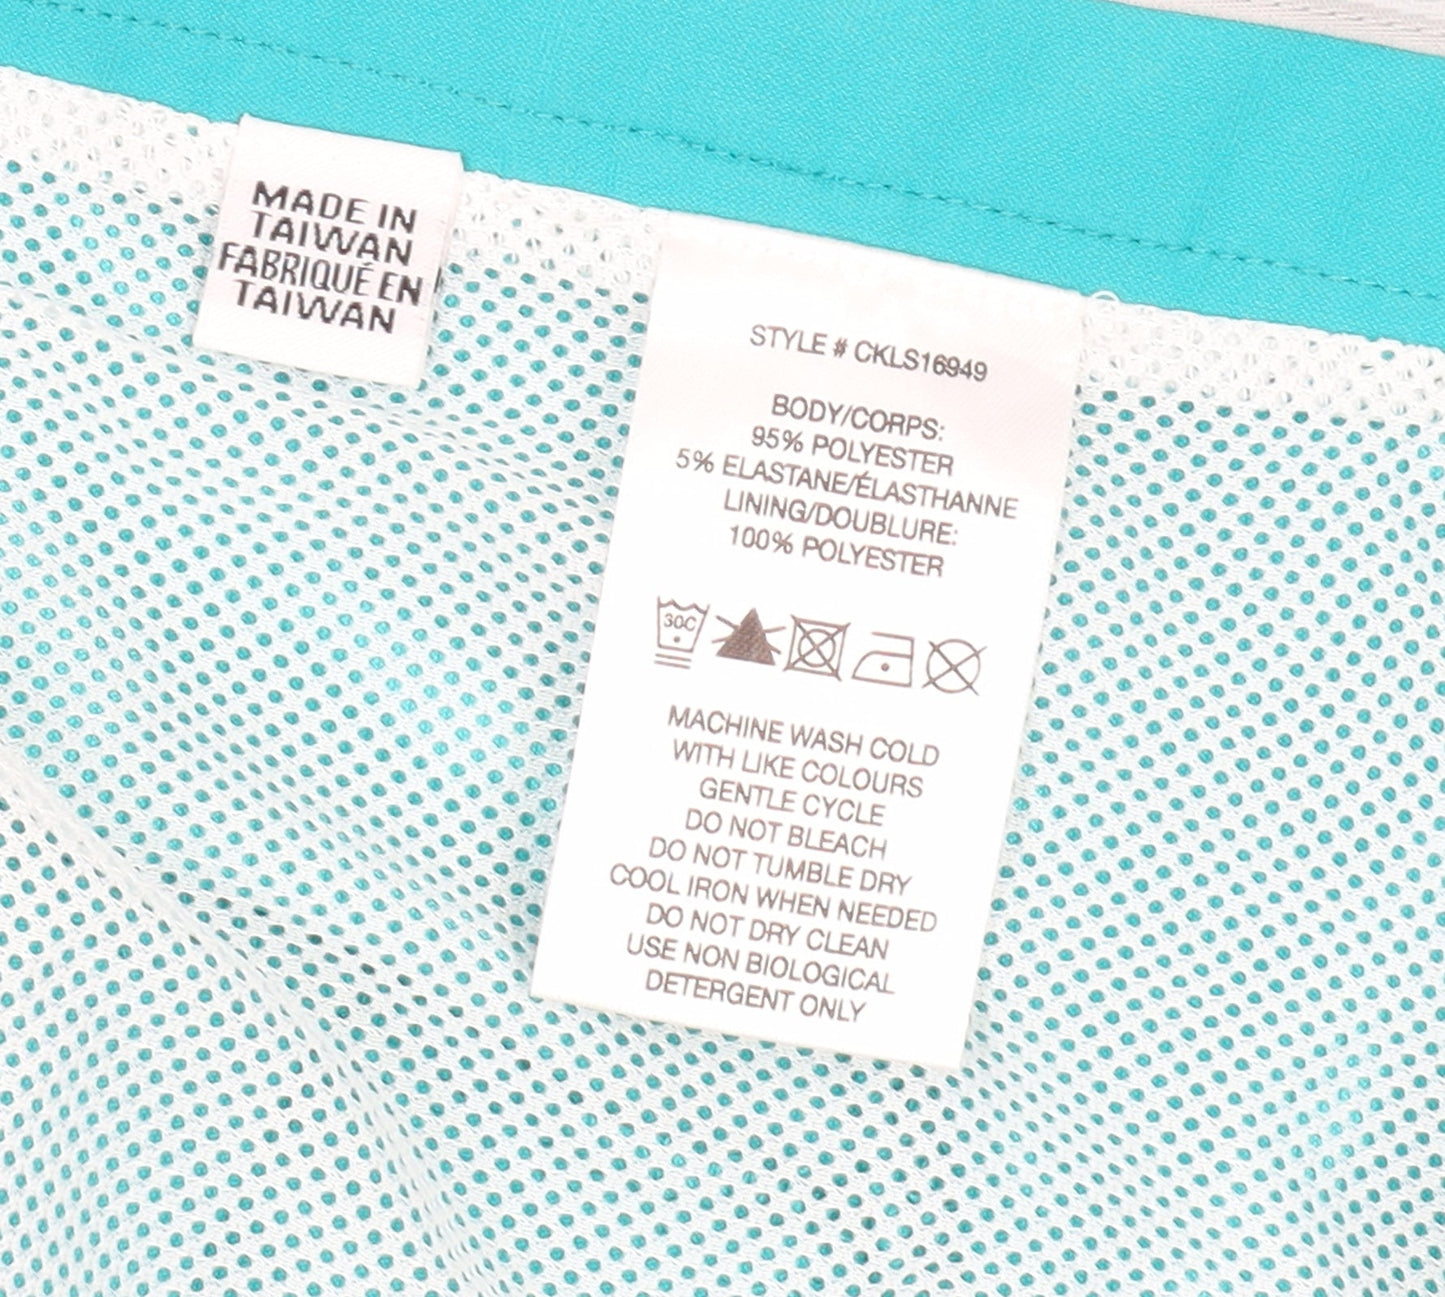 MADE IN
TAIWAN
FABRIQUÉ EN
TAIWAN
STYLE # CKLS16949
BODY/CORPS:
95% POLYESTER
5% ELASTANE/ÉLASTHANNE
LINING/DOUBLURE:
100% POLYESTER
30C
MACHINE WASH COLD
WITH LIKE COLOURS
GENTLE CYCLE
DO NOT BLEACH
DO NOT TUMBLE DRY
COOL IRON WHEN NEEDED
DO NOT DRY CLEAN
USE NON BIOLOGICAL
DETERGENT ONLY